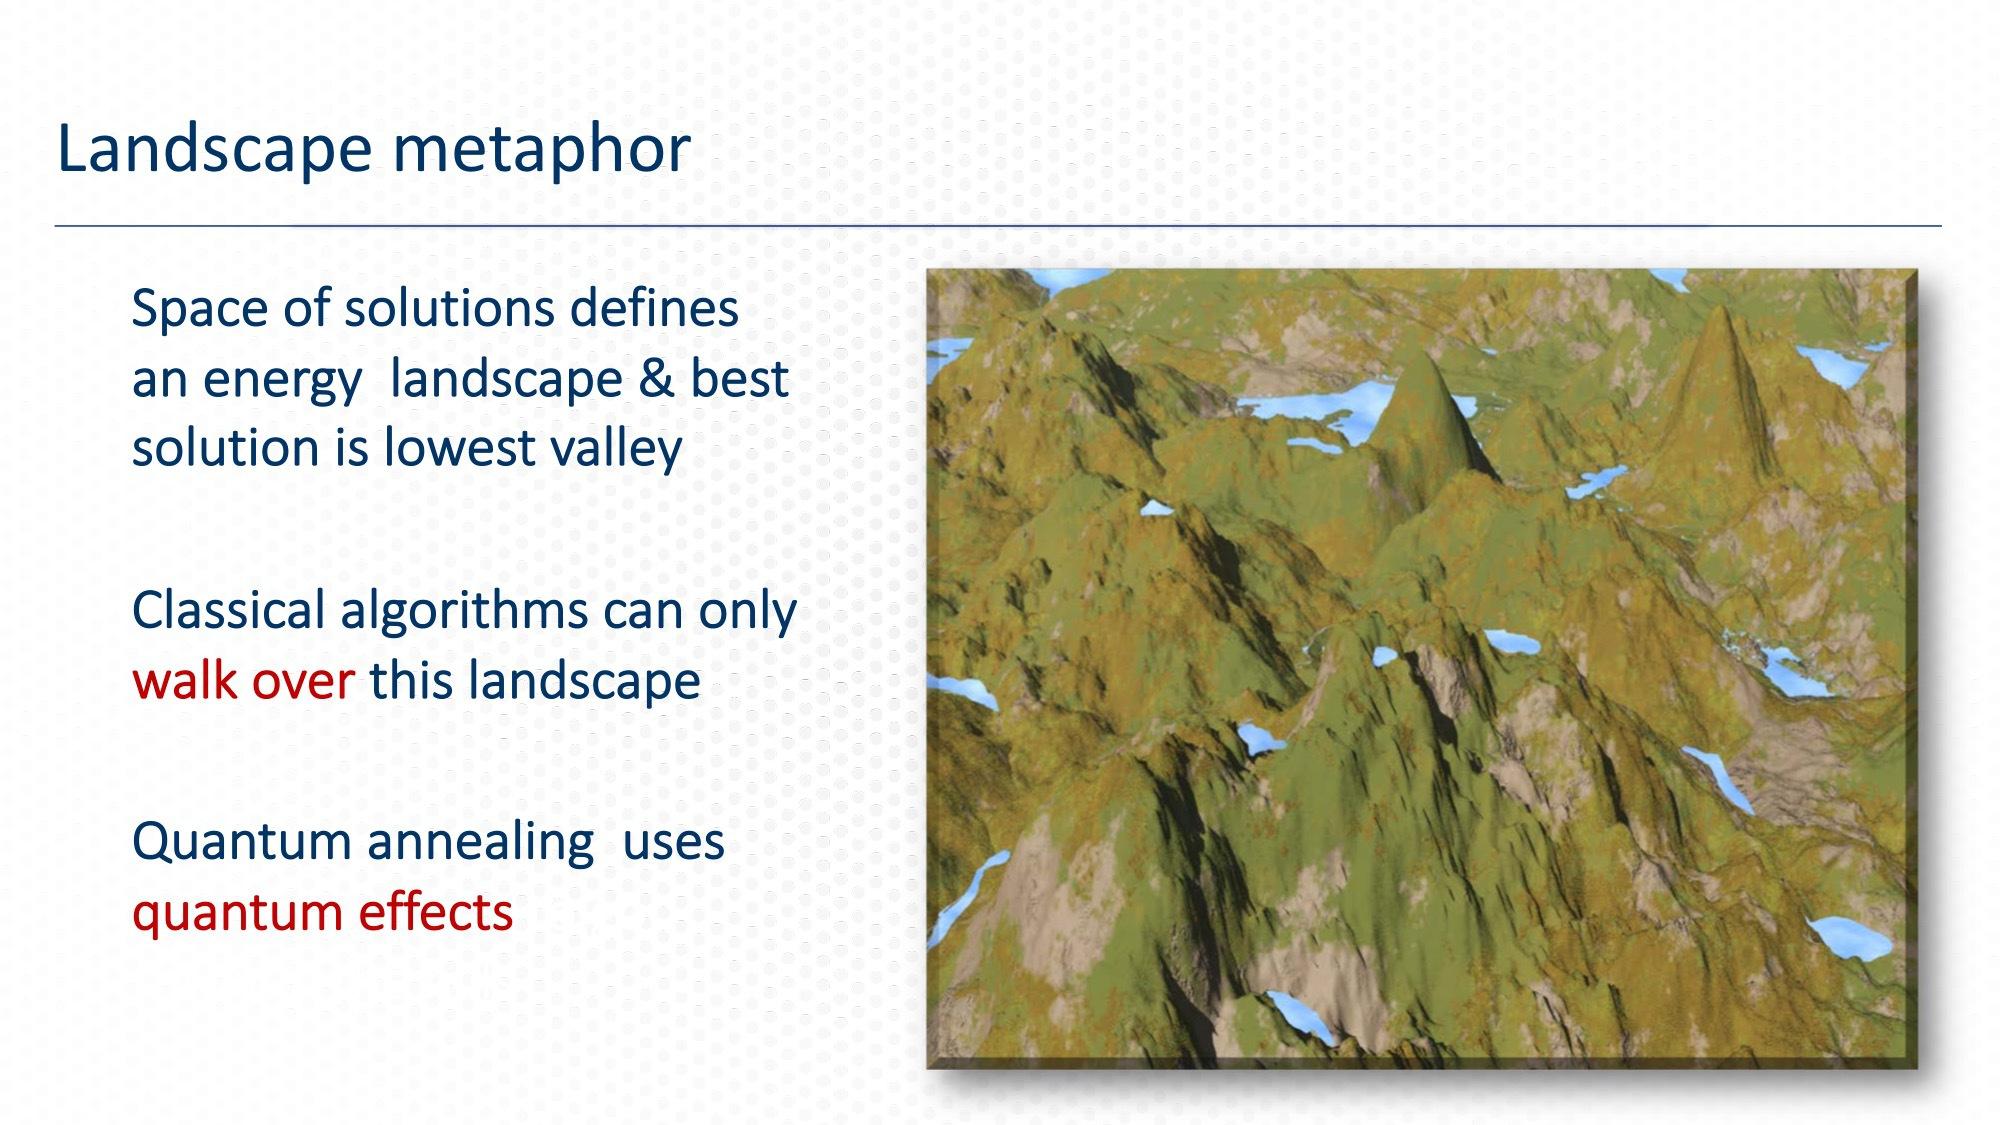 Landscape metaphor
Space of solutions defines
an energy  landscape & best
solution is lowest valley
Classical algorithms can only
walk over this landscape
Quantum annealing  uses
quantum effects